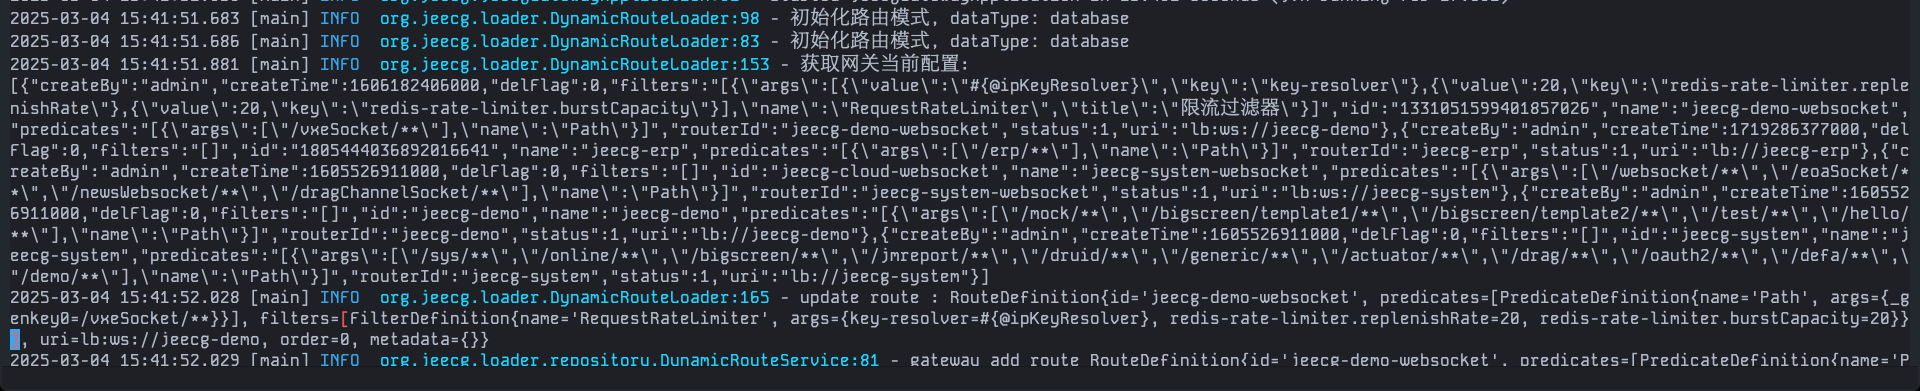 2025-03-04 15:41:51.683 [main] INFO  org.jeecg.loader.DynamicRouteLoader:98 - 初始化路由模式, dataType: database
2025-03-04 15:41:51.686 [main] INFO  org.jeecg.loader.DynamicRouteLoader:83 - 初始化路由模式, dataType: database
2025-03-04 15:41:51.881 [main] INFO  org.jeecg.loader.DynamicRouteLoader:153 - 获取网关当前配置:
[{"createBy":"admin","createTime":1606182406000,"delFlag":0,"filters":"[{\"args\":[{\"value\":\"#{@ipKeyResolver}\",\"key\":\"key-resolver\"},{\"value\":20,\"key\":\"redis-rate-limiter.reple
nishRate\"},{\"value\":20,\"key\":\"redis-rate-limiter.burstCapacity\"}],\"name\":\"RequestRateLimiter\",\"title\":\"限流过滤器\"}]","id":"1331051599401857026","name":"jeecg-demo-websocket",
"predicates":"[{\"args\":[\"/vxeSocket/**\"],\"name\":\"Path\"}]","routerId":"jeecg-demo-websocket","status":1,"uri":"lb:ws://jeecg-demo"},{"createBy":"admin","createTime":1719286377000,"del
Flag":0,"filters":"[]","id":"1805444036892016641","name":"jeecg-erp","predicates":"[{\"args\":[\"/erp/**\"],\"name\":\"Path\"}]","routerId":"jeecg-erp","status":1,"uri":"lb://jeecg-erp"},{"c
reateBy":"admin","createTime":1605526911000,"delFlag":0,"filters":"[]","id":"jeecg-cloud-websocket","name":"jeecg-system-websocket","predicates":"[{\"args\":[\"/websocket/**\",\"/eoaSocket/*
*\",\"/newsWebsocket/**\",\"/dragChannelSocket/**\"],\"name\":\"Path\"}]","routerId":"jeecg-system-websocket","status":1,"uri":"lb:ws://jeecg-system"},{"createBy":"admin","createTime":160552
6911000,"delFlag":0,"filters":"[]","id":"jeecg-demo","name":"jeecg-demo","predicates":"[{\"args\":[\"/mock/**\",\"/bigscreen/template1/**\",\"/bigscreen/template2/**\",\"/test/**\",\"/hello/
**\"],\"name\":\"Path\"}]","routerId":"jeecg-demo","status":1,"uri":"lb://jeecg-demo"},{"createBy":"admin","createTime":1605526911000,"delFlag":0,"filters":"[]","id":"jeecg-system","name":"j
eecg-system","predicates":"[{\"args\":[\"/sys/**\",\"/online/**\",\"/bigscreen/**\",\"/jmreport/**\",\"/druid/**\",\"/generic/**\",\"/actuator/**\",\"/drag/**\",\"/oauth2/**\",\"/defa/**\",\
"/demo/**\"],\"name\":\"Path\"}]","routerId":"jeecg-system","status":1,"uri":"lb://jeecg-system"}]
2025-03-04 15:41:52.028 [main] INFO  org.jeecg.loader.DynamicRouteLoader:165 - update route : RouteDefinition{id='jeecg-demo-websocket', predicates=[PredicateDefinition{name='Path', args={_g
enkey0=/vxeSocket/**}}], filters=[FilterDefinition{name='RequestRateLimiter', args={key-resolver=#{@ipKeyResolver}, redis-rate-limiter.replenishRate=20, redis-rate-limiter.burstCapacity=20}}
], uri=lb:ws://jeecg-demo, order=0, metadata={}}
2025-03-04 15:41:52.029 [main] INFO  org.jeecg.loader.repository.DynamicRouteService:81 - gateway add route RouteDefinition{id='jeecg-demo-websocket', predicates=[PredicateDefinition{name='P